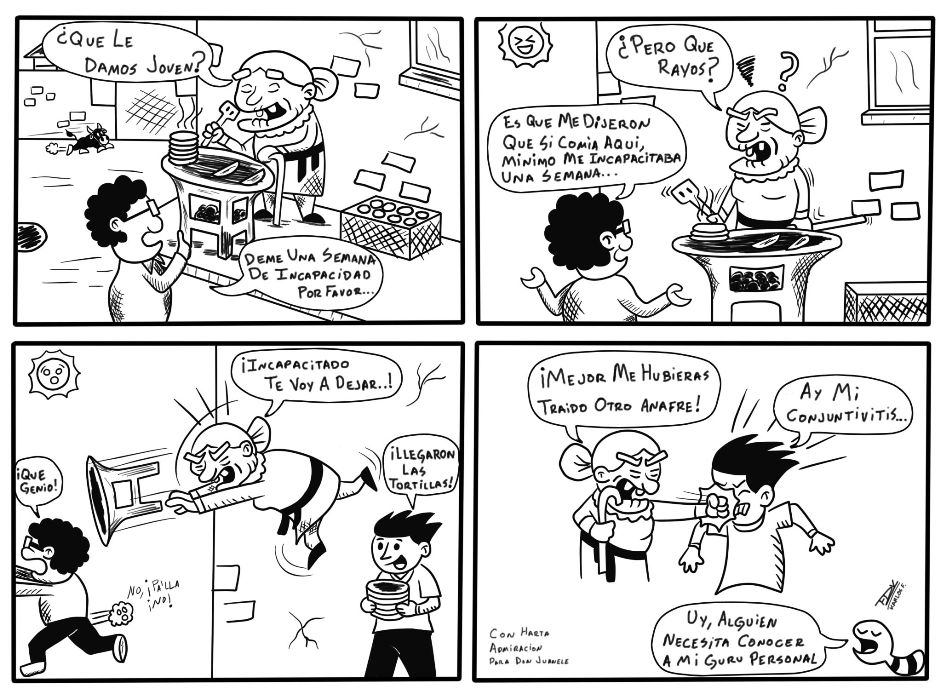 ¿QUE LE
DAMOS JOVEN?
DEME UNA SEMANA
DE INCAPACIDAD
POR FAVOR...
¿PERO QUE
RAYOS?
?
ES QUE ME DIJERON
QUE SI COMIA AQUI,
MINIMO ME INCAPACITABA
UNA SEMANA...
¡INCAPACITADO
TE VOY A DEJAR..!
¡QUE
GENIO!
¡LLEGARON
LAS
TORTILLAS!
NO, ¡PA'LLA
¡NO!
¡MEJOR ME HUBIERAS
TRAIDO OTRO ANAFRE!
AY MI
CONJUNTIVITIS...
UY, ALGUIEN
NECESITA CONOCER
A MI GURU PERSONAL
CON HARTA
ADMIRACION
PARA DON JUANELE